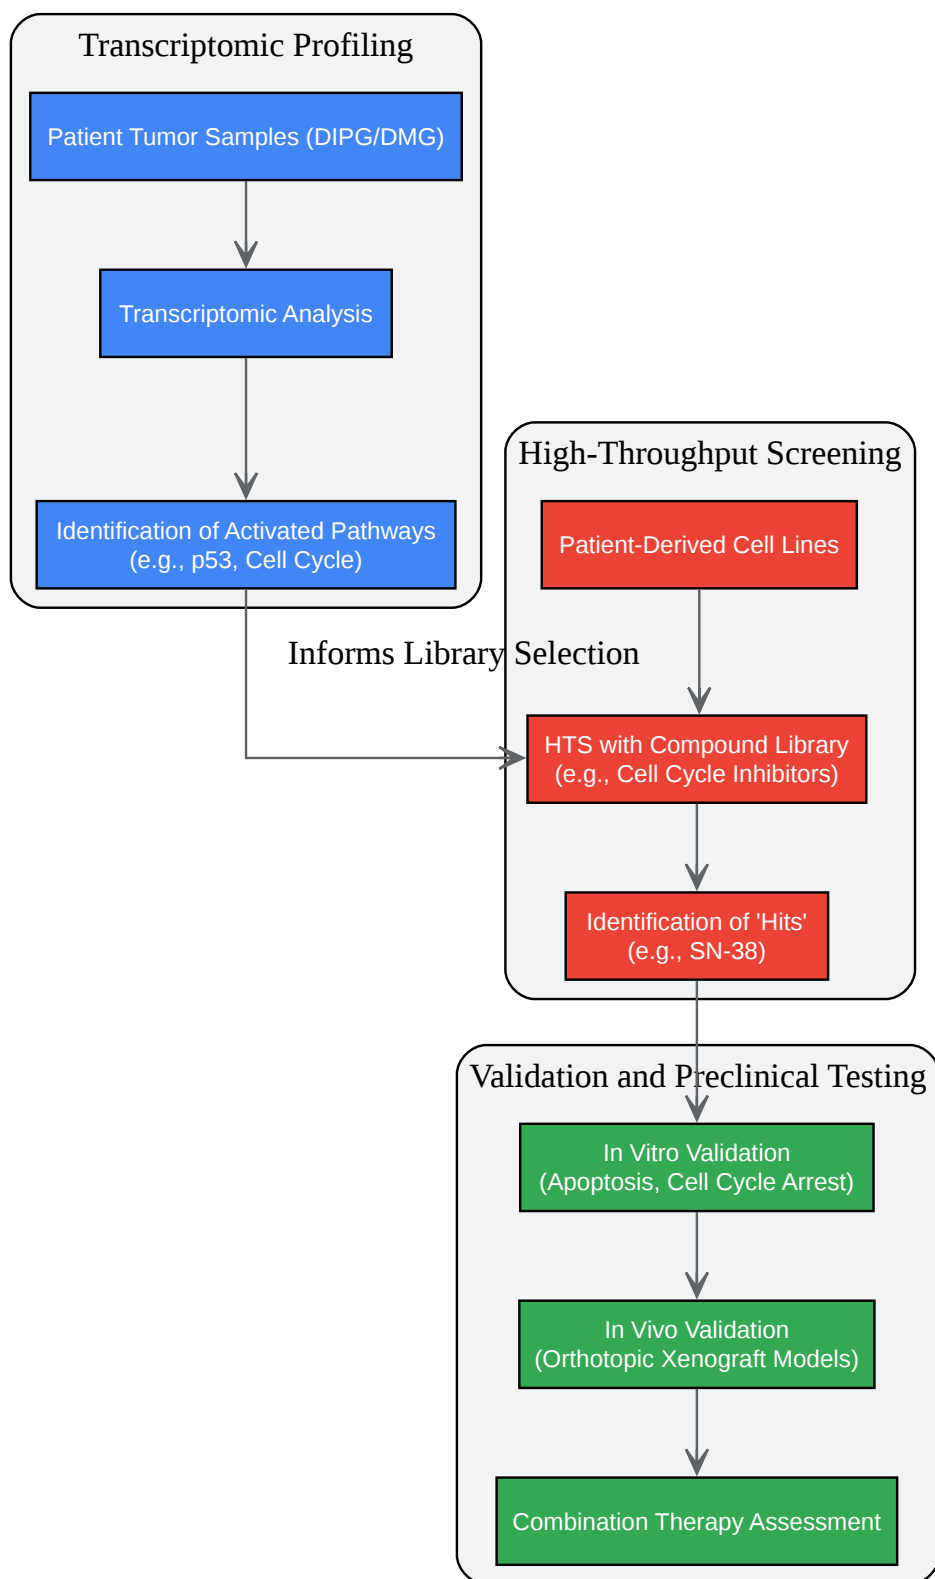 Transcriptomic Profiling
Patient Tumor Samples (DIPG/DMG)
Transcriptomic Analysis
Identification of Activated Pathways
(e.g., p53, Cell Cycle)
Informs Library Selection
High-Throughput Screening
Patient-Derived Cell Lines
HTS with Compound Library
(e.g., Cell Cycle Inhibitors)
Identification of 'Hits'
(e.g., SN-38)
Validation and Preclinical Testing
In Vitro Validation
(Apoptosis, Cell Cycle Arrest)
In Vivo Validation
(Orthotopic Xenograft Models)
Combination Therapy Assessment